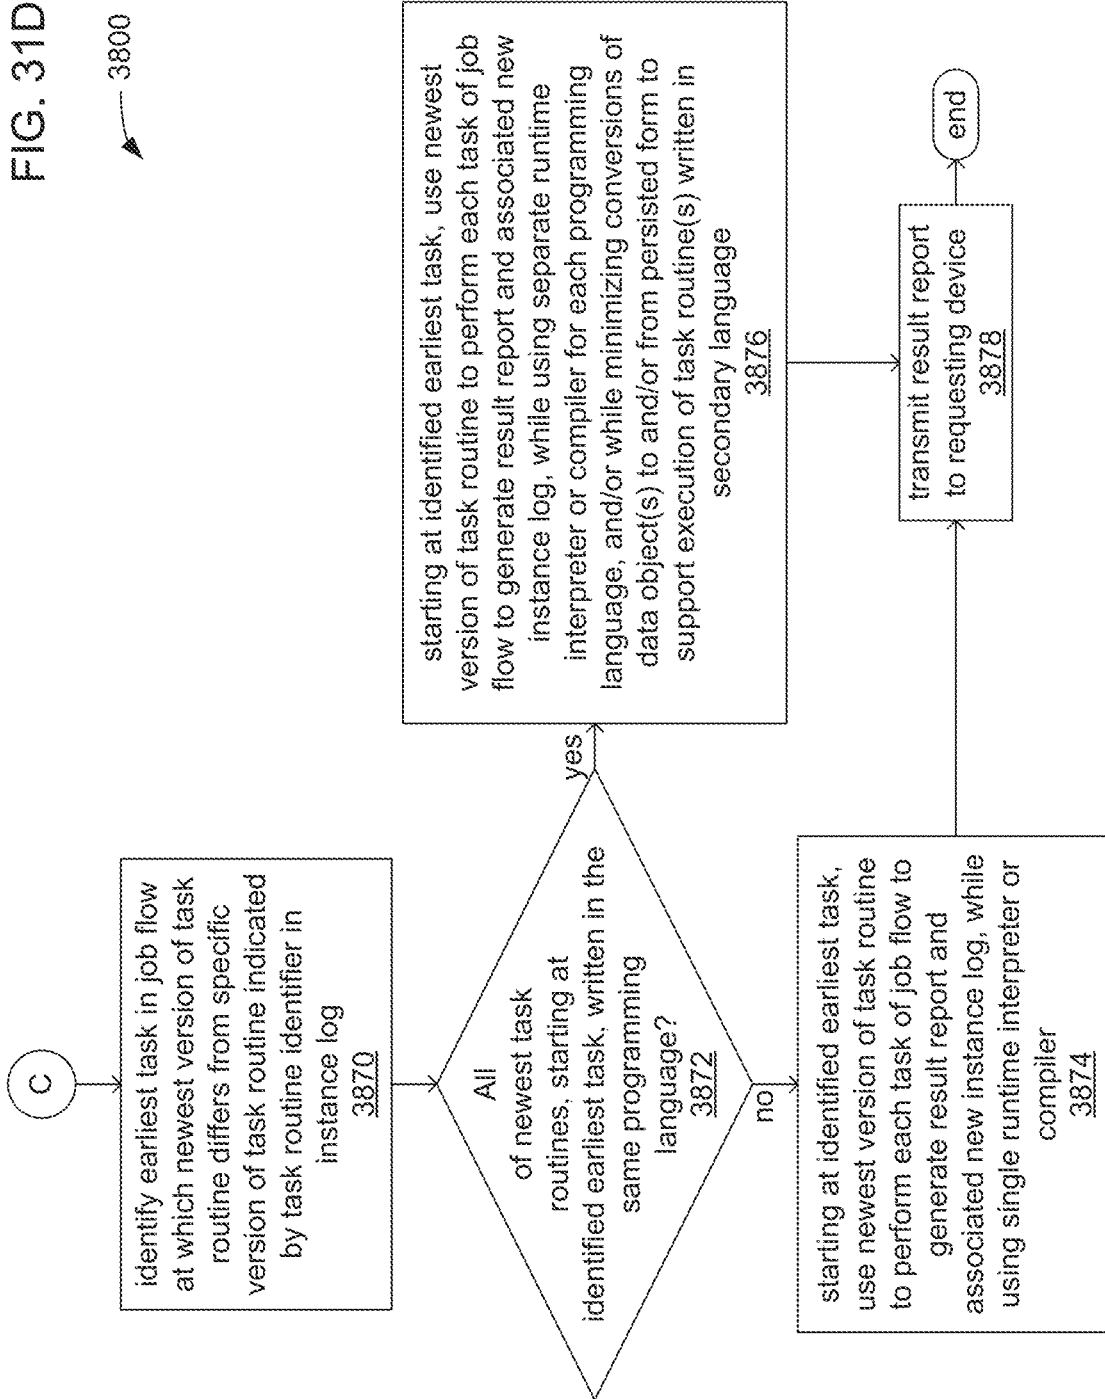 FIG. 31D
3800
C
identify earliest task in job flow
at which newest version of task
routine differs from specific
version of task routine indicated
by task routine identifier in
instance log
3870
All
of newest task
routines, starting at
identified earliest task, written in the
same programming
language?
3872
yes
no
starting at identified earliest task, use newest
version of task routine to perform each task of job
flow to generate result report and associated new
instance log, while using separate runtime
interpreter or compiler for each programming
language, and/or while minimizing conversions of
data object(s) to and/or from persisted form to
support execution of task routine(s) written in
secondary language
3876
starting at identified earliest task,
use newest version of task routine
to perform each task of job flow to
generate result report and
associated new instance log, while
using single runtime interpreter or
compiler
3874
transmit result report
to requesting device
3878
end